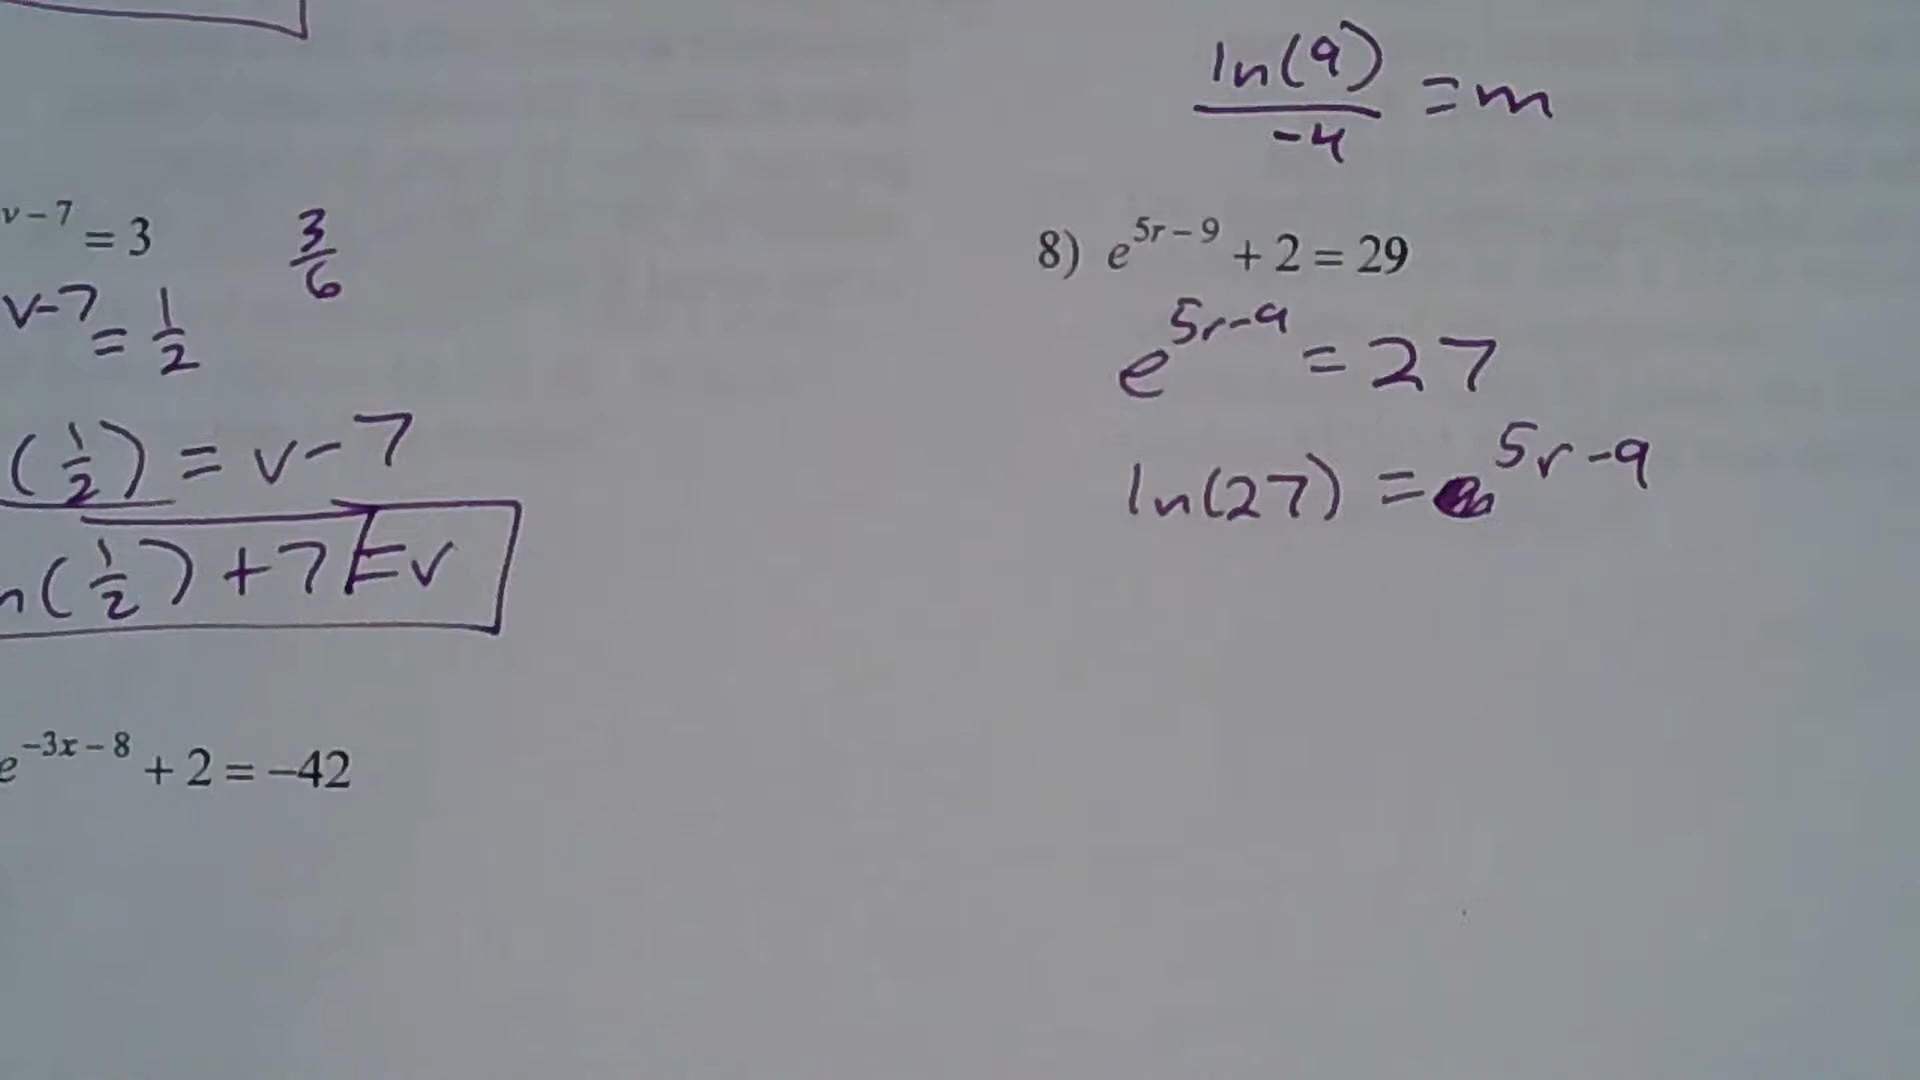 v - 7 = 3
3/6
v-7 = 1/2
(1/2) = v-7
n(1/2) +7 = v
e^{-3x - 8} + 2 = -42
ln(9)/-4 = m
8) e^{5r - 9} + 2 = 29
e^{5r-9} = 27
ln(27) = 5r-9